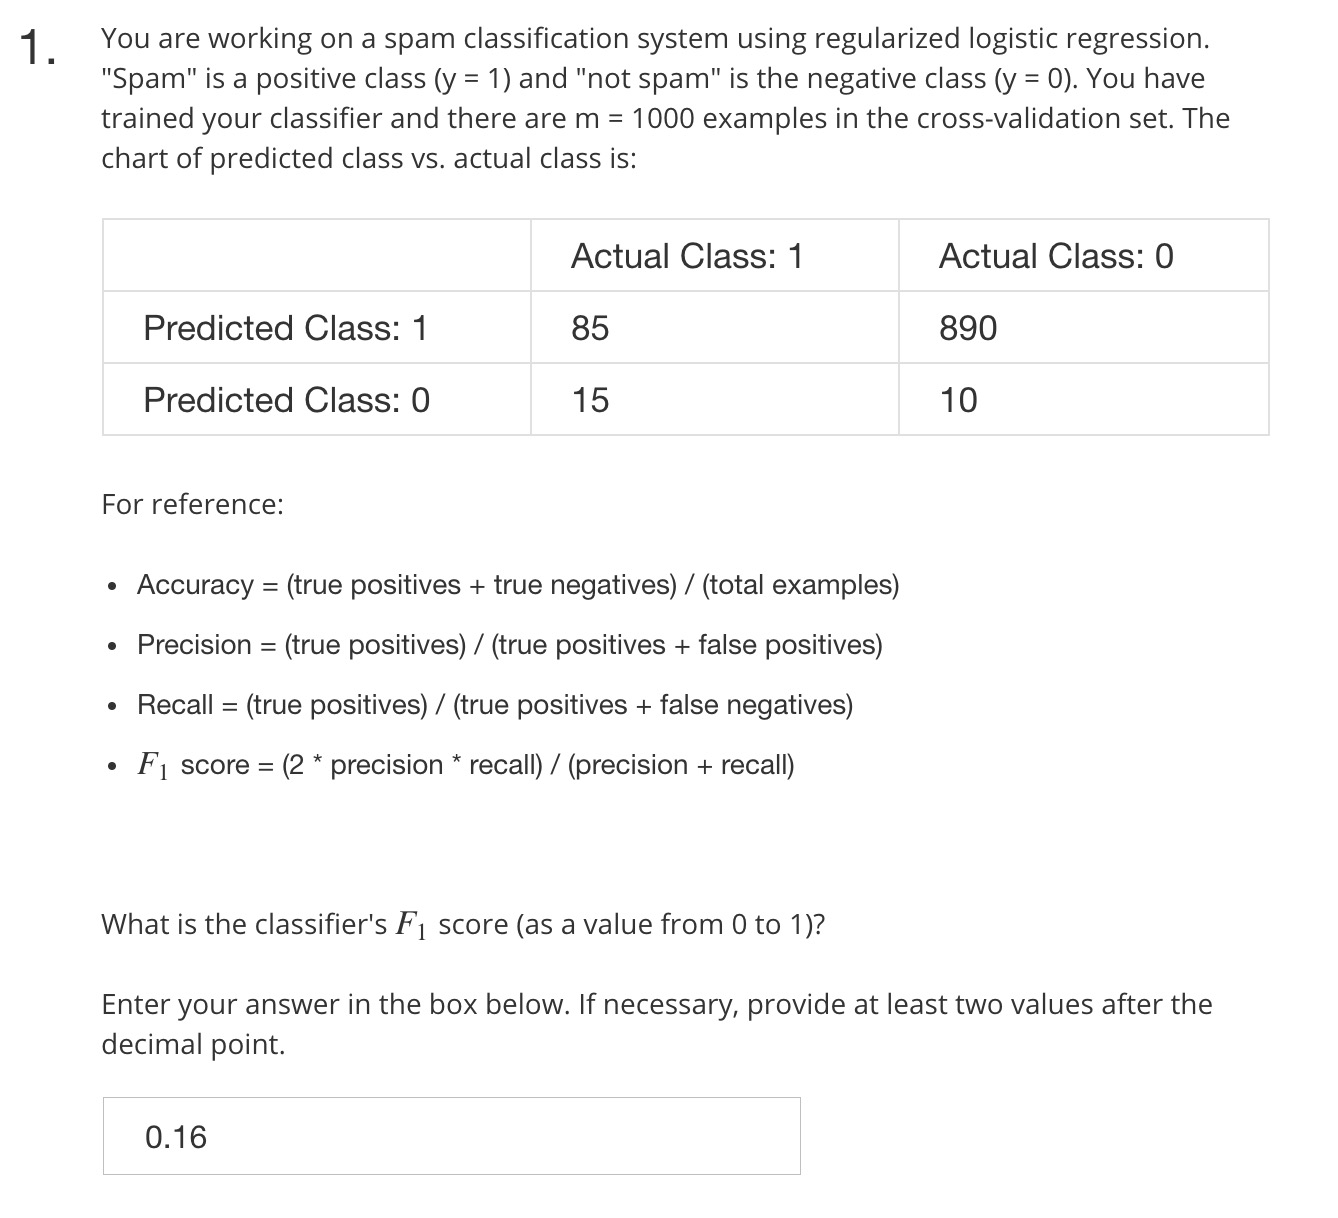 1.
You are working on a spam classification system using regularized logistic regression.
"Spam" is a positive class (y = 1) and "not spam" is the negative class (y = 0). You have
trained your classifier and there are m = 1000 examples in the cross-validation set. The
chart of predicted class vs. actual class is:
Actual Class: 1 Actual Class: 0
Predicted Class: 1 85 890
Predicted Class: 0 15 10
For reference:
• Accuracy = (true positives + true negatives) / (total examples)
• Precision = (true positives) / (true positives + false positives)
• Recall = (true positives) / (true positives + false negatives)
• F₁ score = (2 * precision * recall) / (precision + recall)
What is the classifier's F₁ score (as a value from 0 to 1)?
Enter your answer in the box below. If necessary, provide at least two values after the
decimal point.
0.16